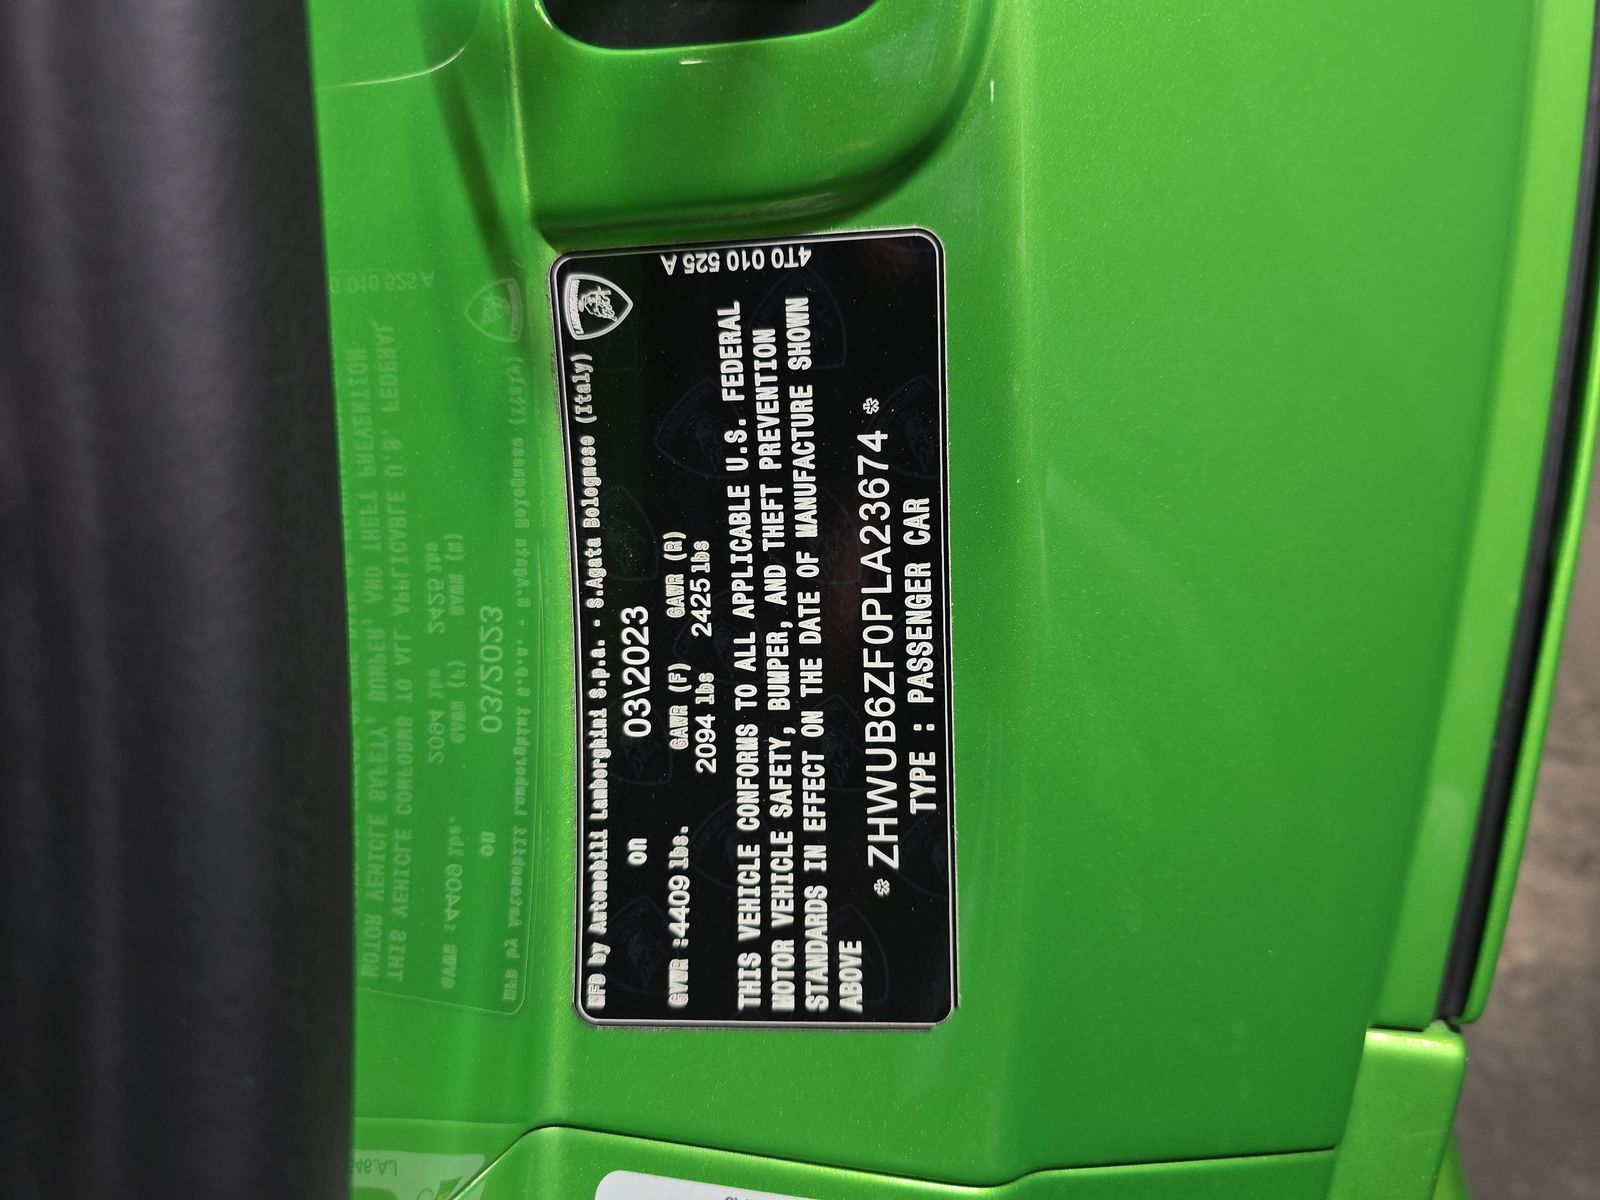 4T0 010 525 A
MFD by Automobili Lamborghini S.p.a. - S.Agata Bolognese (Italy)
on 03\2023
GVWR :4409 lbs. GAWR (F) GAWR (R)
2094 lbs 2425 lbs
THIS VEHICLE CONFORMS TO ALL APPLICABLE U.S. FEDERAL
MOTOR VEHICLE SAFETY, BUMPER, AND THEFT PREVENTION
STANDARDS IN EFFECT ON THE DATE OF MANUFACTURE SHOWN
ABOVE
* ZHWUB6ZF0PLA23674 *
TYPE : PASSENGER CAR